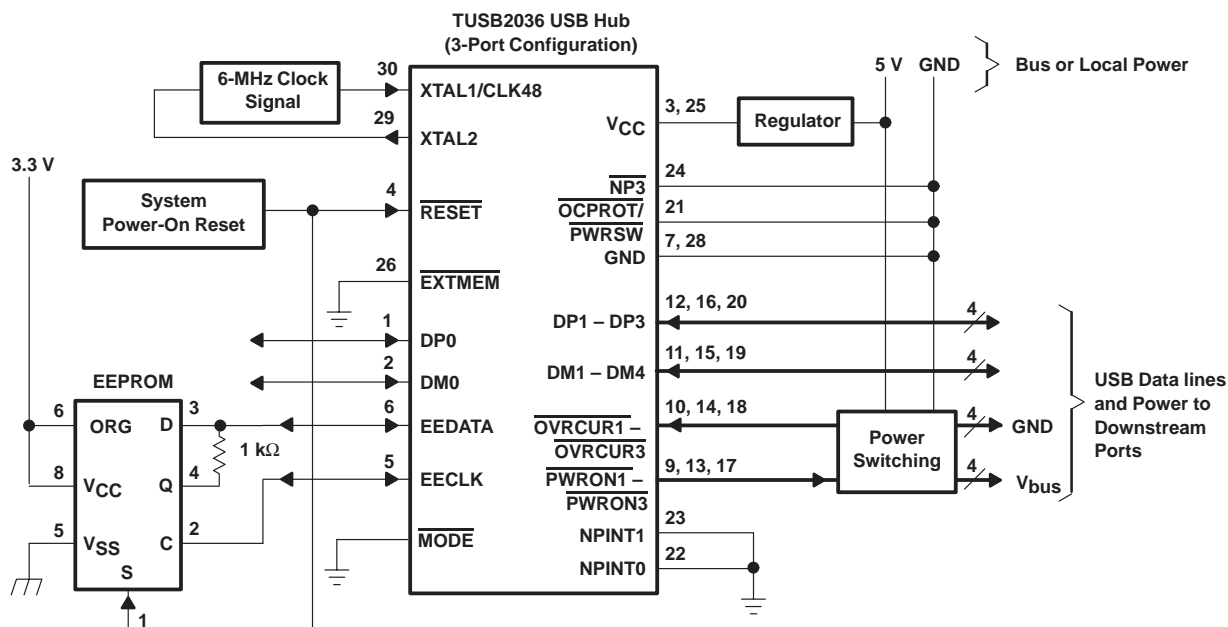 TUSB2036 USB Hub
(3-Port Configuration)
5 V GND
Bus or Local Power
6-MHz Clock
Signal
30
XTAL1/CLK48
29
XTAL2
3, 25
VCC
Regulator
3.3 V
System
Power-On Reset
4
RESET
24
NP3
21
OCPROT/
PWRSW
7, 28
GND
26
EXTMEM
12, 16, 20
DP1 – DP3
4
1
DP0
11, 15, 19
DM1 – DM4
4
2
DM0
USB Data lines
and Power to
Downstream
Ports
EEPROM
6
ORG
D
3
1 kΩ
6
EEDATA
10, 14, 18
OVRCUR1 –
OVRCUR3
Power
Switching
4
GND
8
VCC
Q
4
5
EECLK
9, 13, 17
PWRON1 –
PWRON3
4
Vbus
5
VSS
C
2
MODE
23
NPINT1
22
NPINT0
S
1